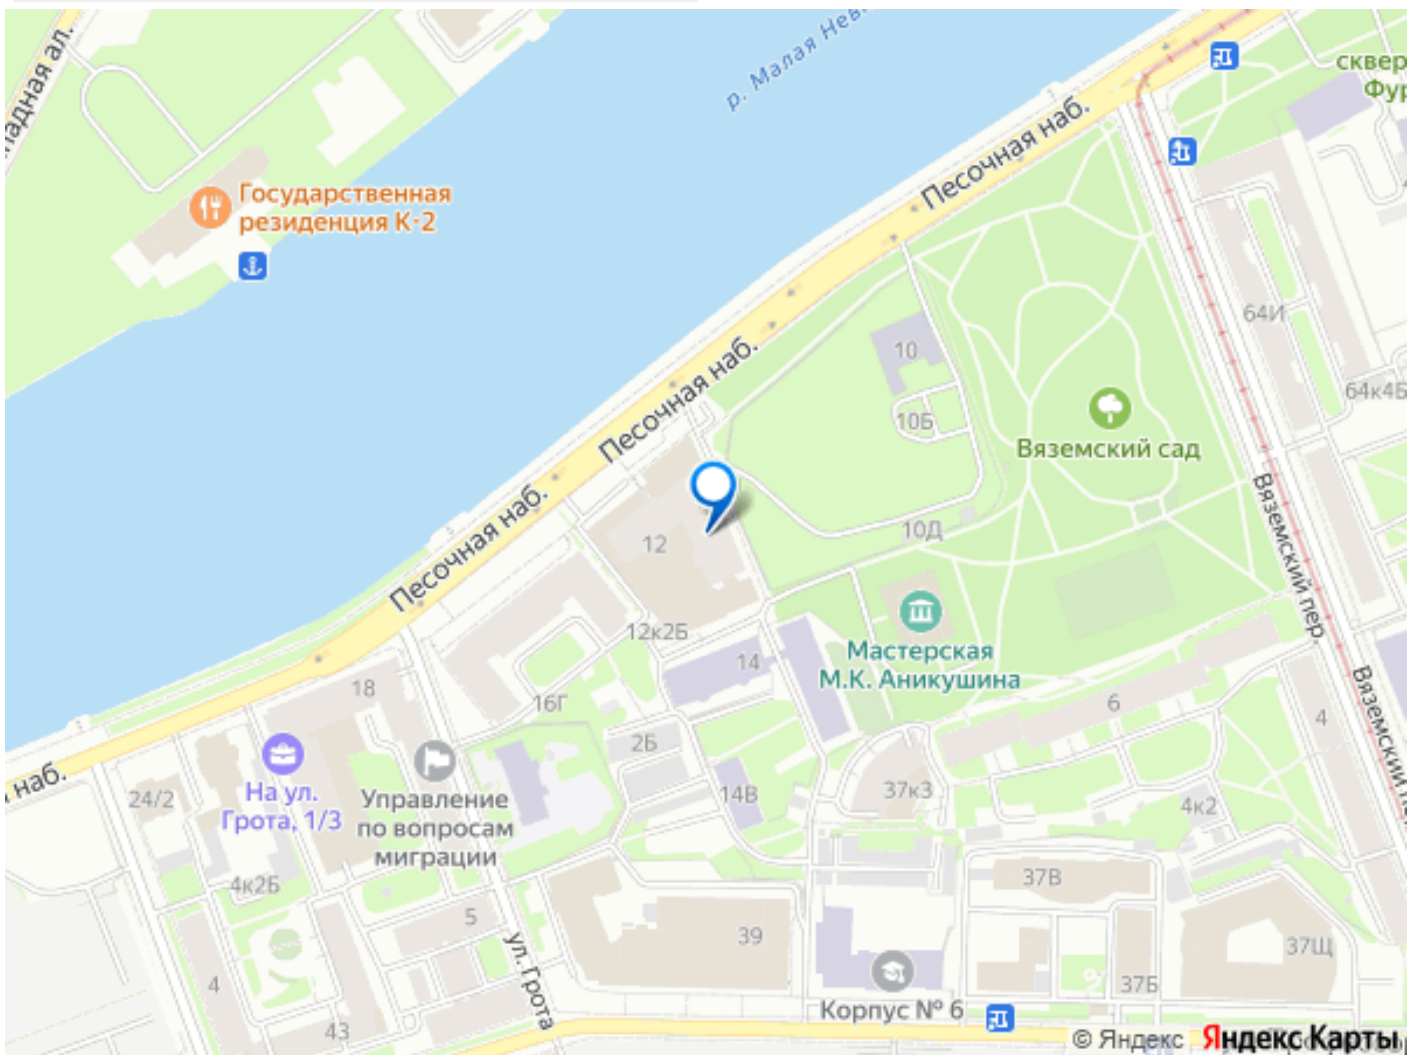 ладная ал.
р. Малая Нев
сквер
Фур
Песочная наб.
Государственная
резиденция К-2
64И
10
Песочная наб.
64к4Б
10Б
Вяземский сад
Песочная наб.
12
10Д
Вяземский пер
12к2Б
Мастерская
М.К. Аникушина
14
18
16Г
6
4
Вяземский пе
2Б
наб.
24/2
На ул.
Грота, 1/3
Управление
по вопросам
миграции
14В
37к3
4к2
4к2Б
37В
5
39
ул. Грота
37Щ
4
37Б
43
Корпус № 6
© Яндекс Яндекс Карты